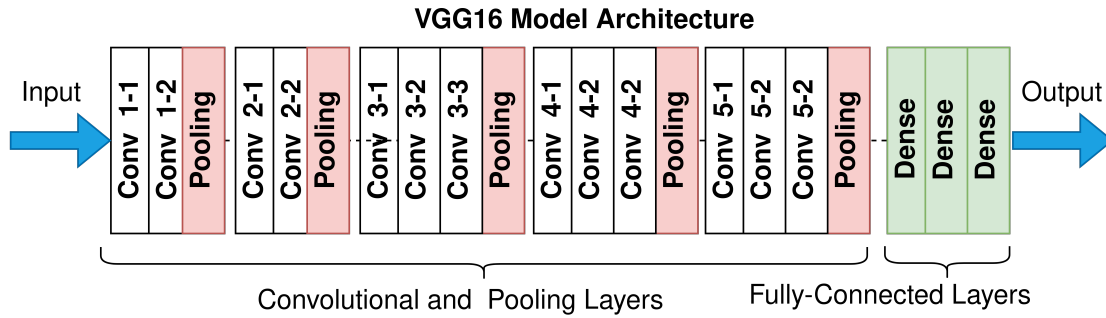 VGG16 Model Architecture
Input
Conv 1-1
Conv 1-2
Pooling
Conv 2-1
Conv 2-2
Pooling
Conv 3-1
Conv 3-2
Conv 3-3
Pooling
Conv 4-1
Conv 4-2
Conv 4-2
Pooling
Conv 5-1
Conv 5-2
Conv 5-2
Pooling
Dense
Dense
Dense
Output
Convolutional and Pooling Layers
Fully-Connected Layers